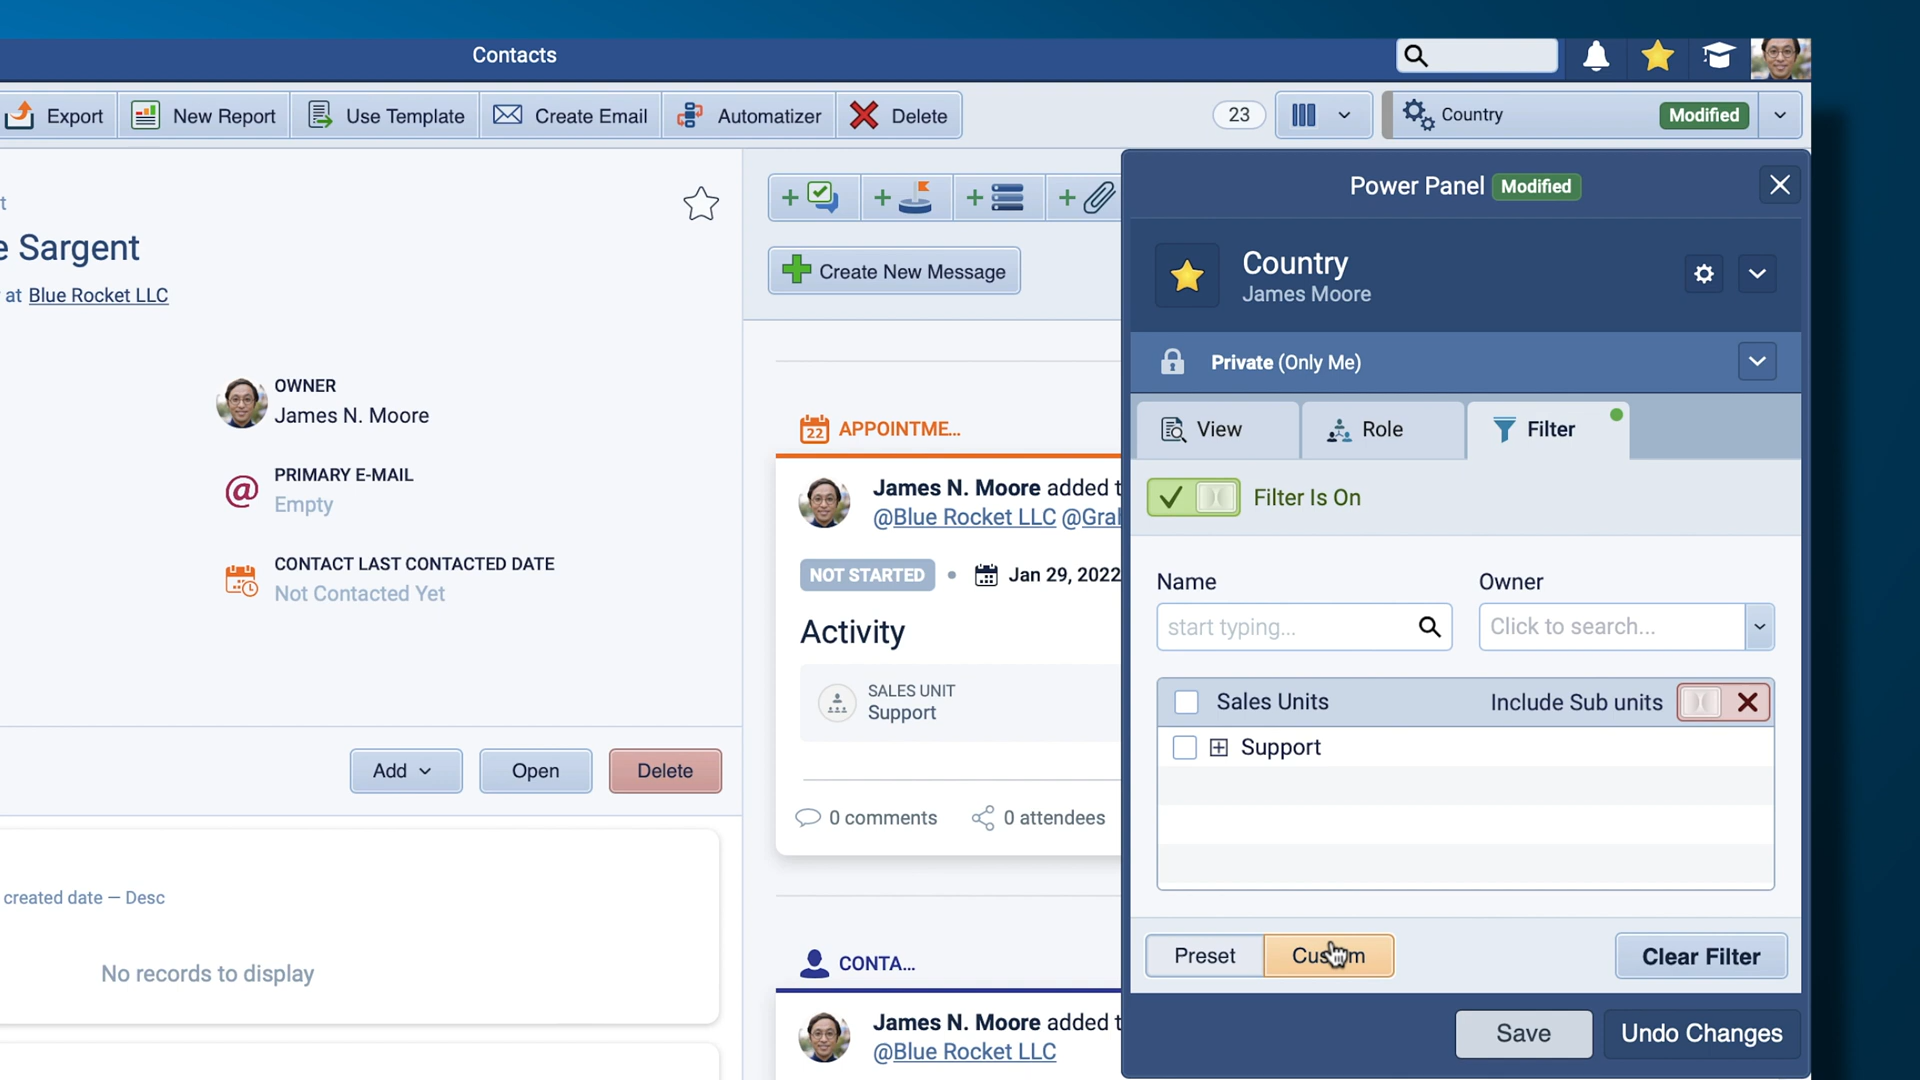 Contacts
Export
New Report
Use Template
Create Email
Automatizer
Delete
23
Country
Modified
t
e Sargent
at Blue Rocket LLC
OWNER
James N. Moore
PRIMARY E-MAIL
Empty
CONTACT LAST CONTACTED DATE
Not Contacted Yet
Add
Open
Delete
created date — Desc
No records to display
Create New Message
22
APPOINTME...
James N. Moore added t
@Blue Rocket LLC @Gral
NOT STARTED
Jan 29, 2022
Activity
SALES UNIT
Support
0 comments
0 attendees
CONTA...
James N. Moore added t
@Blue Rocket LLC
Power Panel
Modified
Country
James Moore
Private (Only Me)
View
Role
Filter
Filter Is On
Name
Owner
start typing...
Click to search...
Sales Units
Include Sub units
Support
Preset
Custom
Clear Filter
Save
Undo Changes